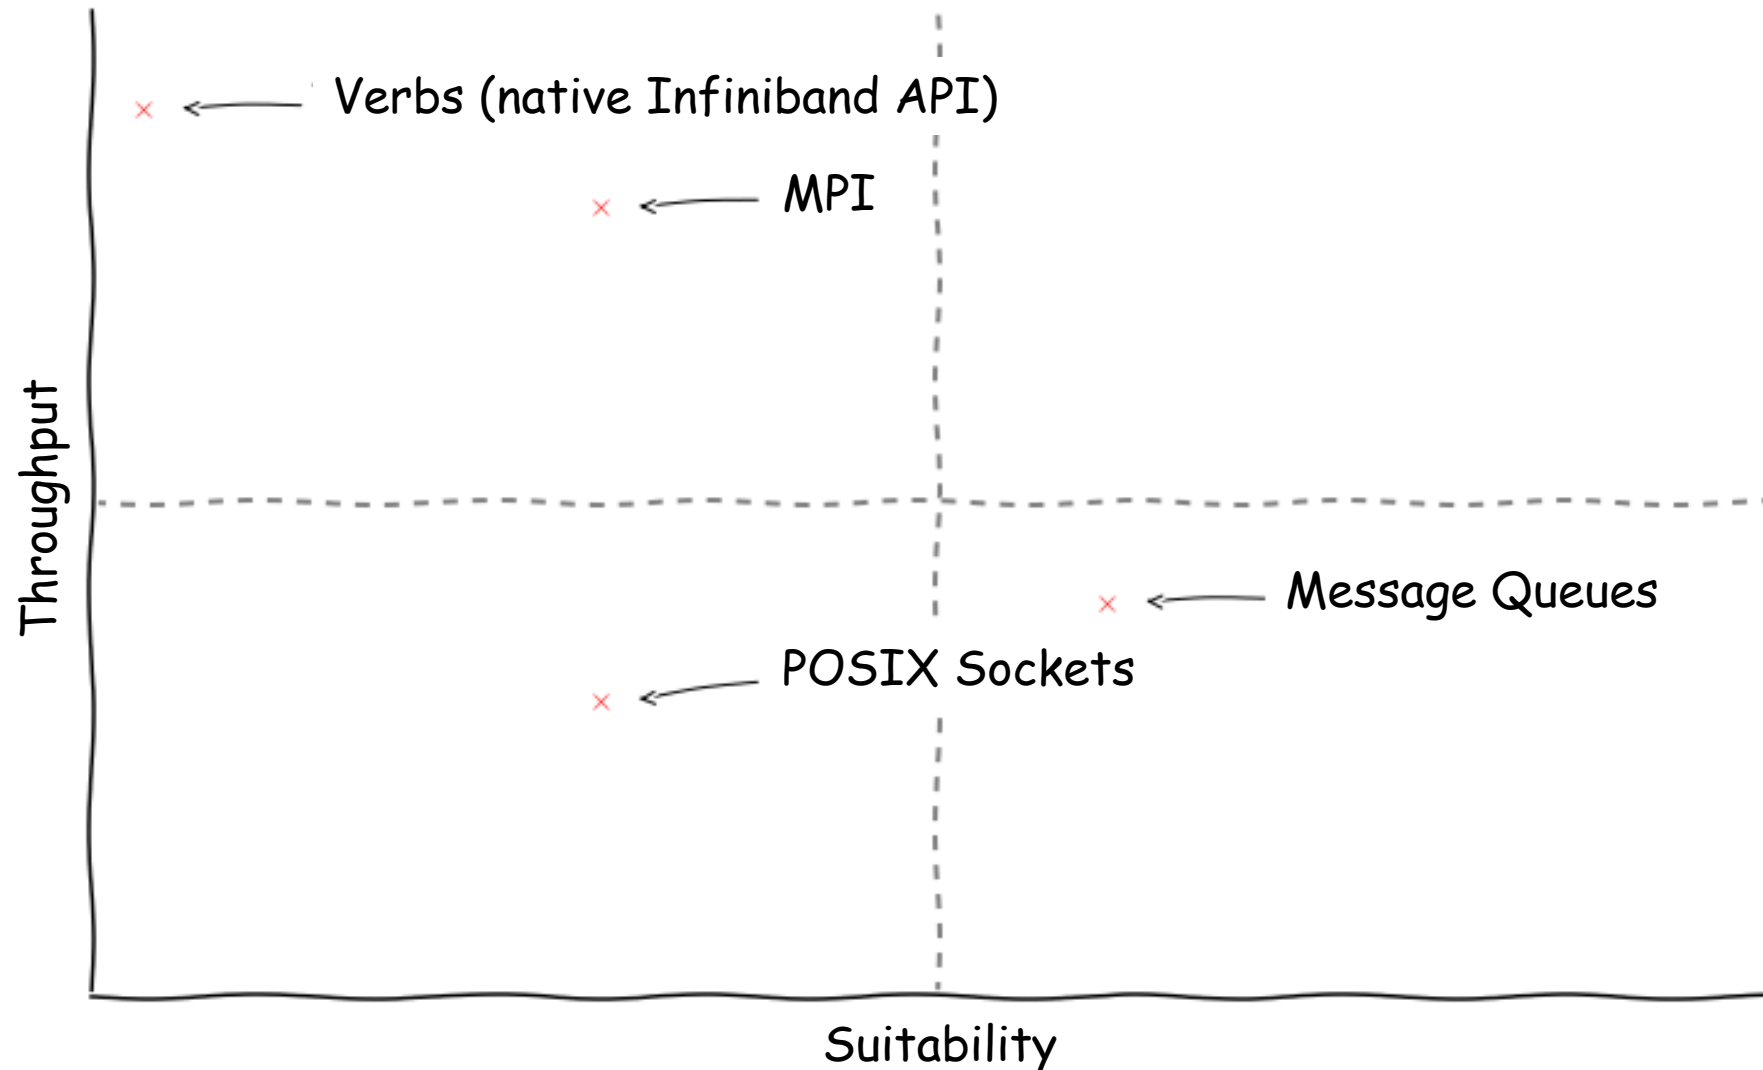 Verbs (native Infiniband API)
MPI
Throughput
Message Queues
POSIX Sockets
Suitability